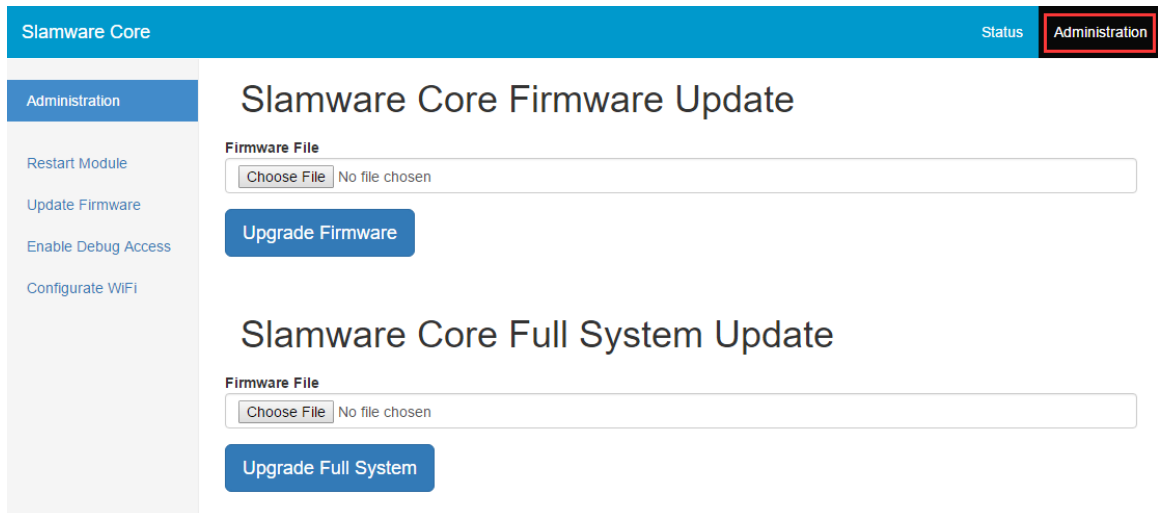 Slamware Core
Status
Administration
Administration
Restart Module
Update Firmware
Enable Debug Access
Configurate WiFi
Slamware Core Firmware Update
Firmware File
Choose File No file chosen
Upgrade Firmware
Slamware Core Full System Update
Firmware File
Choose File No file chosen
Upgrade Full System